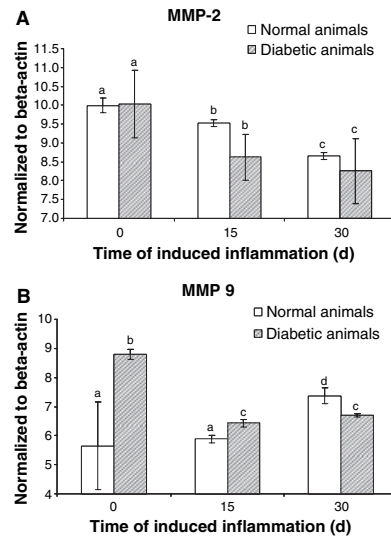 MMP-2
A
Normal animals
Diabetic animals
Normalized to beta-actin
11.5
11.0
10.5
10.0
9.5
9.0
8.5
8.0
7.5
7.0
a
a
b
b
c
c
0
15
30
Time of induced inflammation (d)
MMP 9
B
Normal animals
Diabetic animals
Normalized to beta-actin
10
9
8
7
6
5
4
a
b
a
c
d
c
0
15
30
Time of induced inflammation (d)